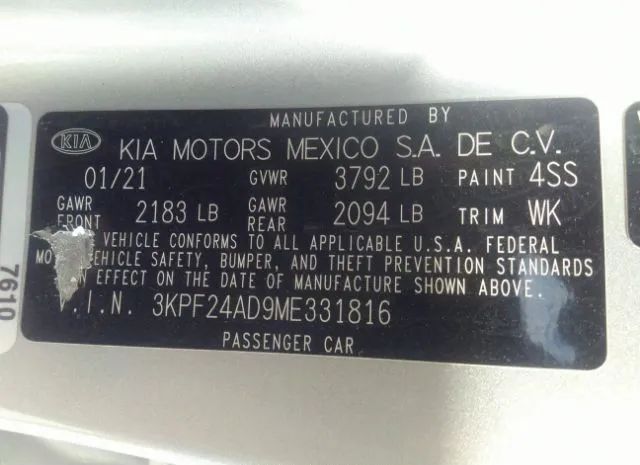 MANUFACTURED BY
KIA KIA MOTORS MEXICO S.A. DE C.V.
01/21 GVWR 3792 LB PAINT 4SS
GAWR FRONT 2183 LB GAWR REAR 2094 LB TRIM WK
VEHICLE CONFORMS TO ALL APPLICABLE U.S.A. FEDERAL
VEHICLE SAFETY, BUMPER, AND THEFT PREVENTION STANDARDS
EFFECT ON THE DATE OF MANUFACTURE SHOWN ABOVE.
.I.N. 3KPF24AD9ME331816
PASSENGER CAR
7610